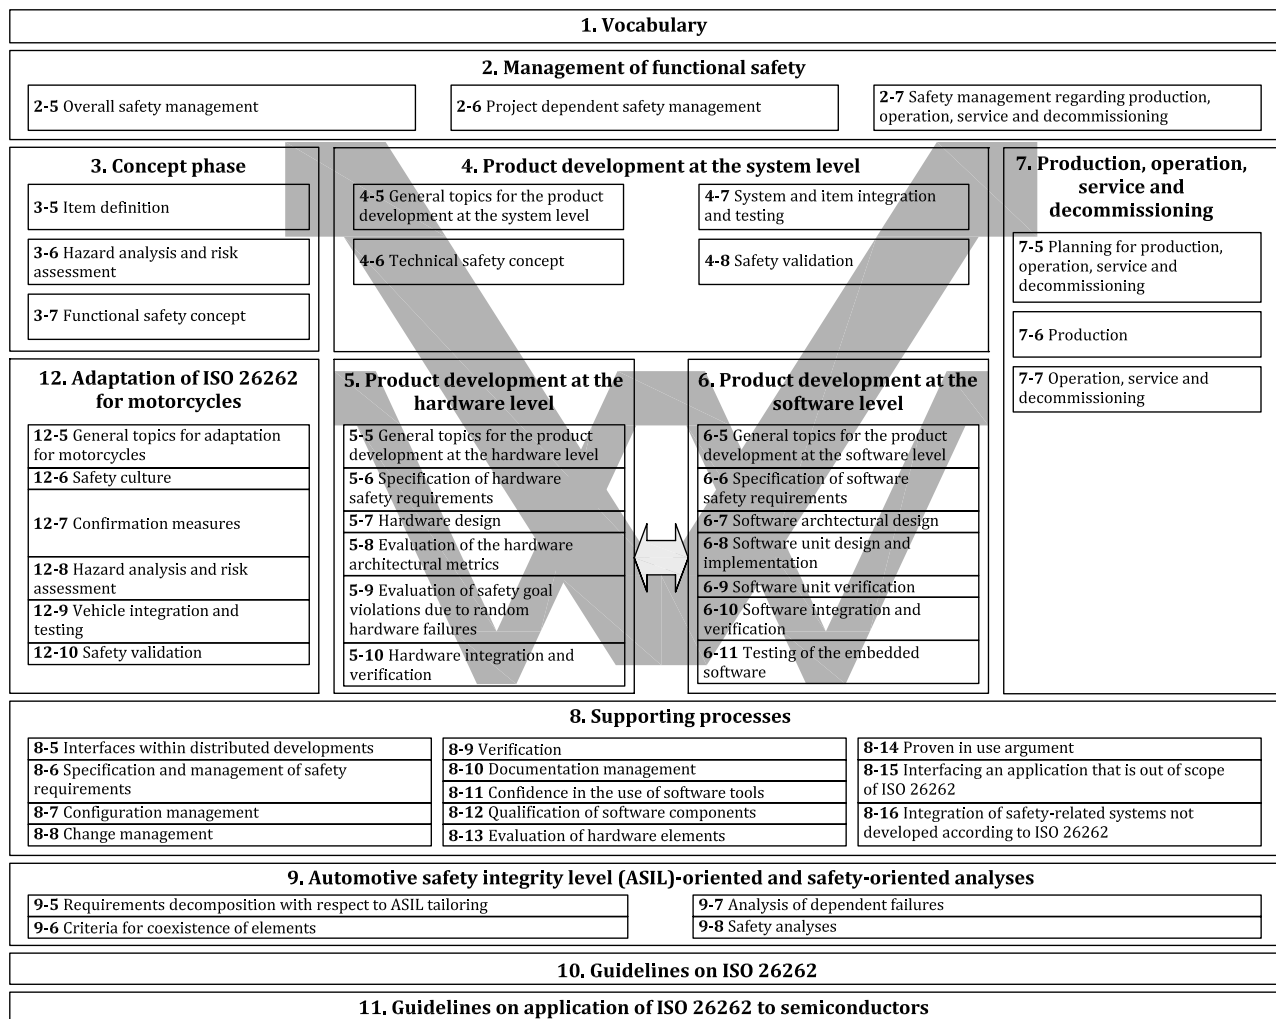 1. Vocabulary
2. Management of functional safety
2-5 Overall safety management
2-6 Project dependent safety management
2-7 Safety management regarding production,
operation, service and decommissioning
3. Concept phase
3-5 Item definition
3-6 Hazard analysis and risk
assessment
3-7 Functional safety concept
4. Product development at the system level
4-5 General topics for the product
development at the system level
4-6 Technical safety concept
4-7 System and item integration
and testing
4-8 Safety validation
7. Production, operation,
service and
decommissioning
7-5 Planning for production,
operation, service and
decommissioning
7-6 Production
7-7 Operation, service and
decommissioning
12. Adaptation of ISO 26262
for motorcycles
12-5 General topics for adaptation
for motorcycles
12-6 Safety culture
12-7 Confirmation measures
12-8 Hazard analysis and risk
assessment
12-9 Vehicle integration and
testing
12-10 Safety validation
5. Product development at the
hardware level
5-5 General topics for the product
development at the hardware level
5-6 Specification of hardware
safety requirements
5-7 Hardware design
5-8 Evaluation of the hardware
architectural metrics
5-9 Evaluation of safety goal
violations due to random
hardware failures
5-10 Hardware integration and
verification
6. Product development at the
software level
6-5 General topics for the product
development at the software level
6-6 Specification of software
safety requirements
6-7 Software archtectural design
6-8 Software unit design and
implementation
6-9 Software unit verification
6-10 Software integration and
verification
6-11 Testing of the embedded
software
8. Supporting processes
8-5 Interfaces within distributed developments
8-6 Specification and management of safety
requirements
8-7 Configuration management
8-8 Change management
8-9 Verification
8-10 Documentation management
8-11 Confidence in the use of software tools
8-12 Qualification of software components
8-13 Evaluation of hardware elements
8-14 Proven in use argument
8-15 Interfacing an application that is out of scope
of ISO 26262
8-16 Integration of safety-related systems not
developed according to ISO 26262
9. Automotive safety integrity level (ASIL)-oriented and safety-oriented analyses
9-5 Requirements decomposition with respect to ASIL tailoring
9-6 Criteria for coexistence of elements
9-7 Analysis of dependent failures
9-8 Safety analyses
10. Guidelines on ISO 26262
11. Guidelines on application of ISO 26262 to semiconductors